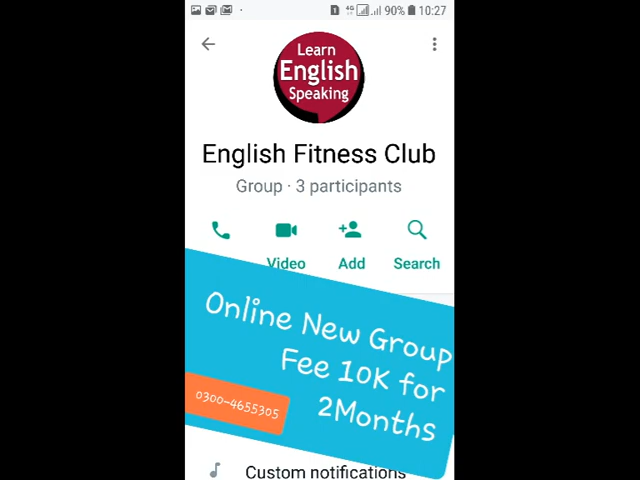 90% 10:27
Learn
English
Speaking
English Fitness Club
Group · 3 participants
Video Add Search
Online New Group
Fee 10K for
2Months
0300-4655305
Custom notifications